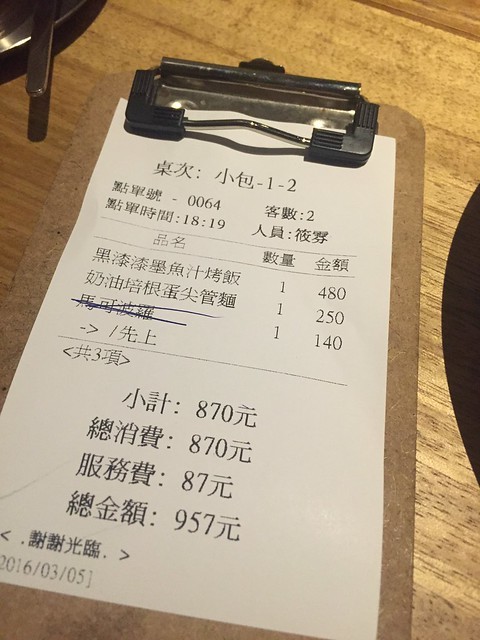 桌次: 小包-1-2
點單號 - 0064 客數:2
點單時間:18:19 人員:筱雰
品名 數量 金額
黑漆漆墨魚汁烤飯 1 480
奶油培根蛋尖管麵 1 250
馬可波羅 1 140
-> /先上
<共3項>
小計: 870元
總消費: 870元
服務費: 87元
總金額: 957元
< .謝謝光臨. >
2016/03/05]